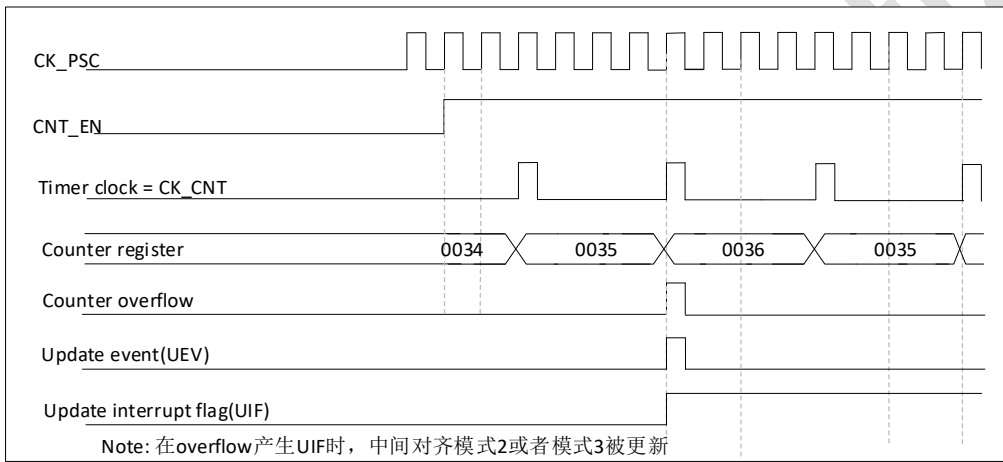 CK_PSC
CNT_EN
Timer clock = CK_CNT
Counter register 0034 0035 0036 0035
Counter overflow
Update event(UEV)
Update interrupt flag(UIF)
Note: 在overflow产生UIF时，中间对齐模式2或者模式3被更新